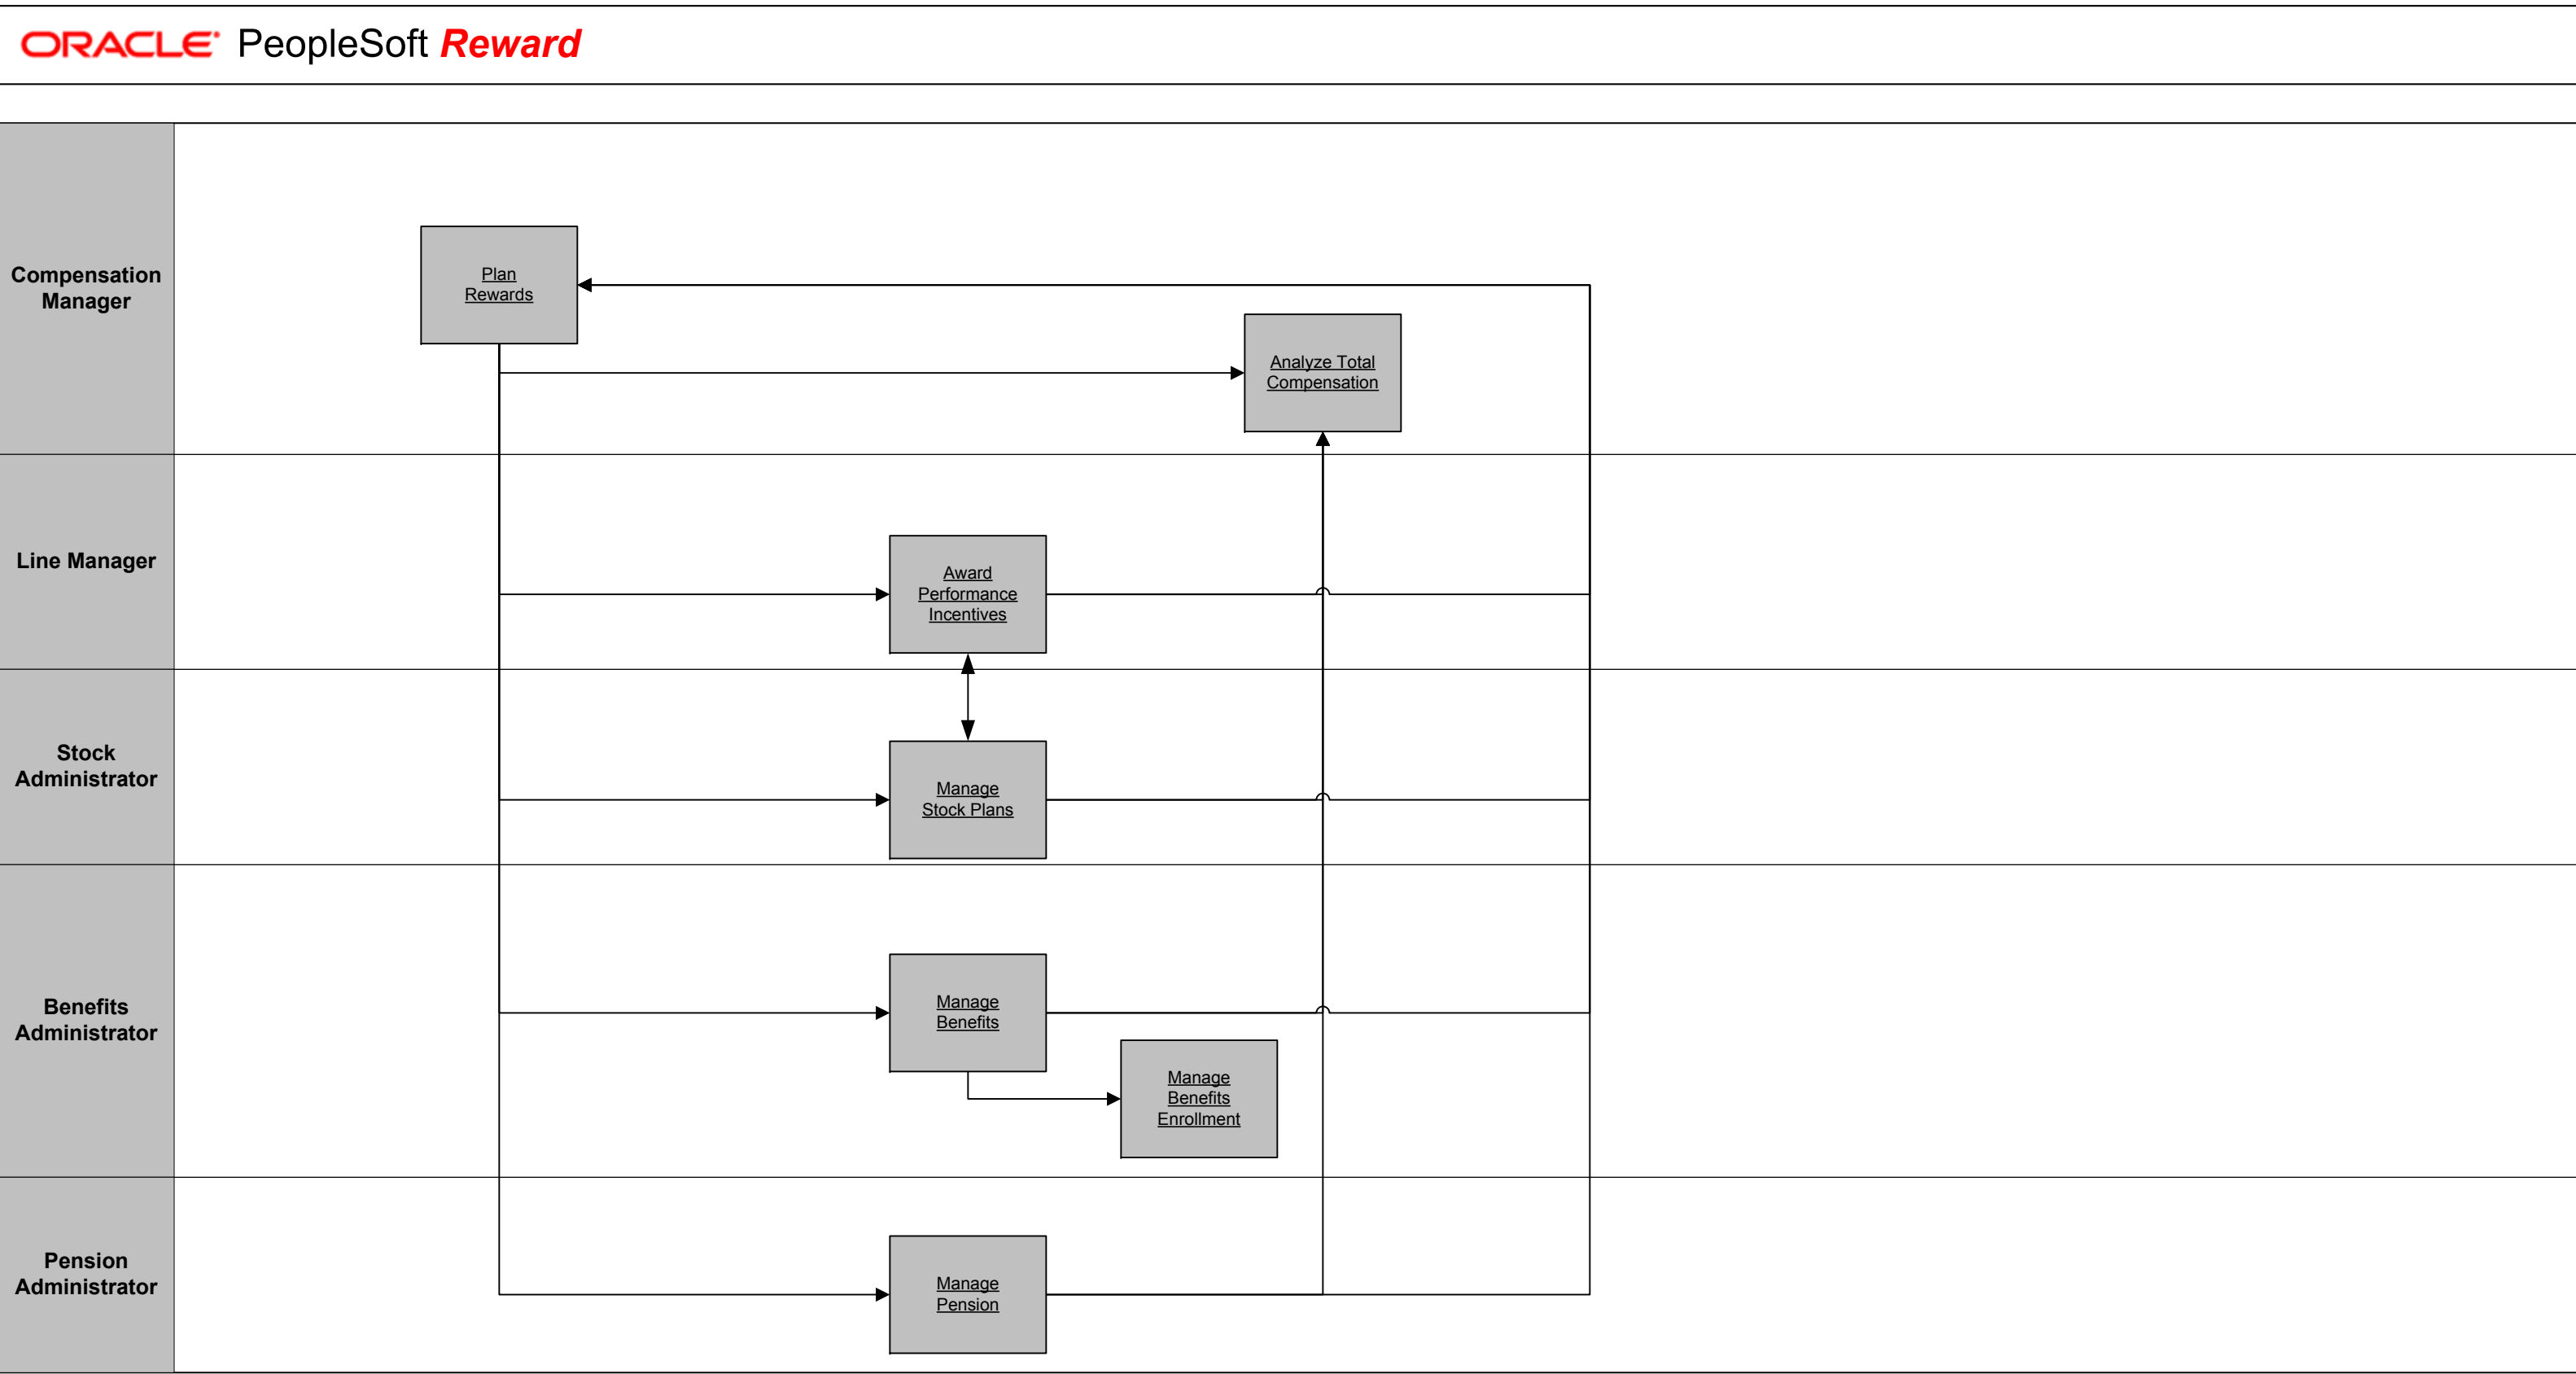 ORACLE® PeopleSoft Reward
Compensation
Manager
Plan
Rewards
Analyze Total
Compensation
Line Manager
Award
Performance
Incentives
Stock
Administrator
Manage
Stock Plans
Benefits
Administrator
Manage
Benefits
Manage
Benefits
Enrollment
Pension
Administrator
Manage
Pension